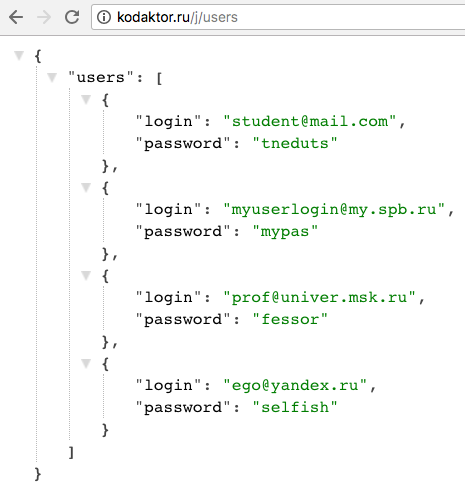 kodaktor.ru/j/users
{
"users": [
{
"login": "student@mail.com",
"password": "tneduts"
},
{
"login": "myuserlogin@my.spb.ru",
"password": "mypas"
},
{
"login": "prof@univer.msk.ru",
"password": "fessor"
},
{
"login": "ego@yandex.ru",
"password": "selfish"
}
]
}